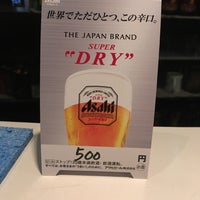 世界でただひとつ、この辛口。
THE JAPAN BRAND
SUPER
"DRY"
DRY
Asahi
500
円